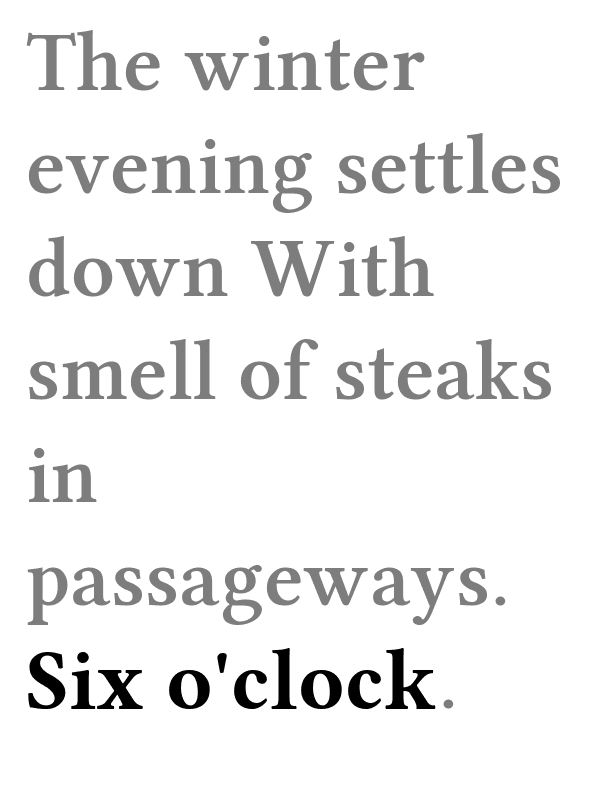 The winter
evening settles
down With
smell of steaks
in
passageways.
Six o'clock.